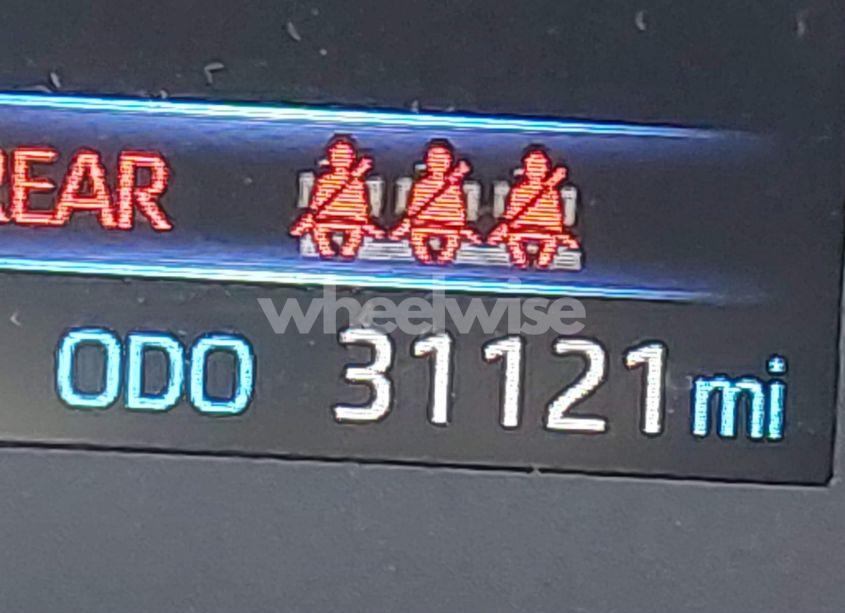 REAR
wheelwise
ODO 31121 mi